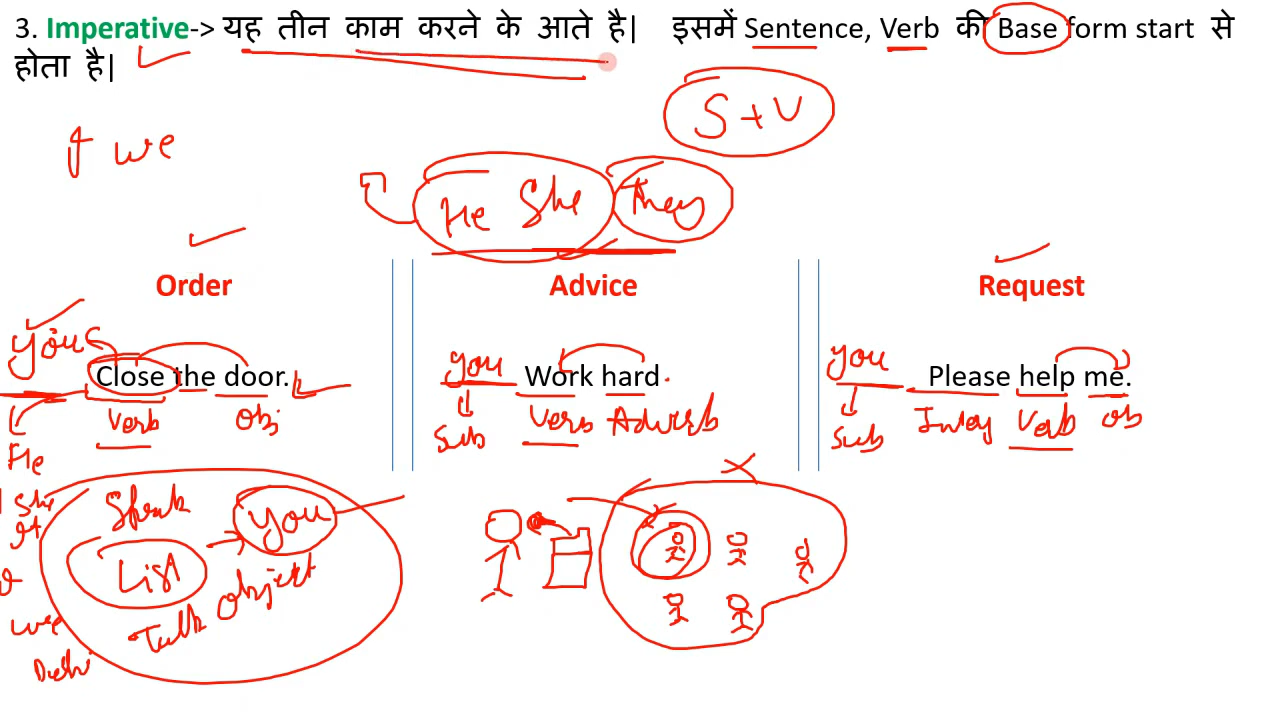 3. Imperative-> यह तीन काम करने के आते है| इसमें Sentence, Verb की Base form start से
होता है|
S + V
I we
He She They
Order Advice Request
you you you
Close the door. Work hard. Please help me.
Verb Obj Sub Verb Adverb Sub Verb ob
He
She
It
Speak you
List
Talk Object
we
Delhi